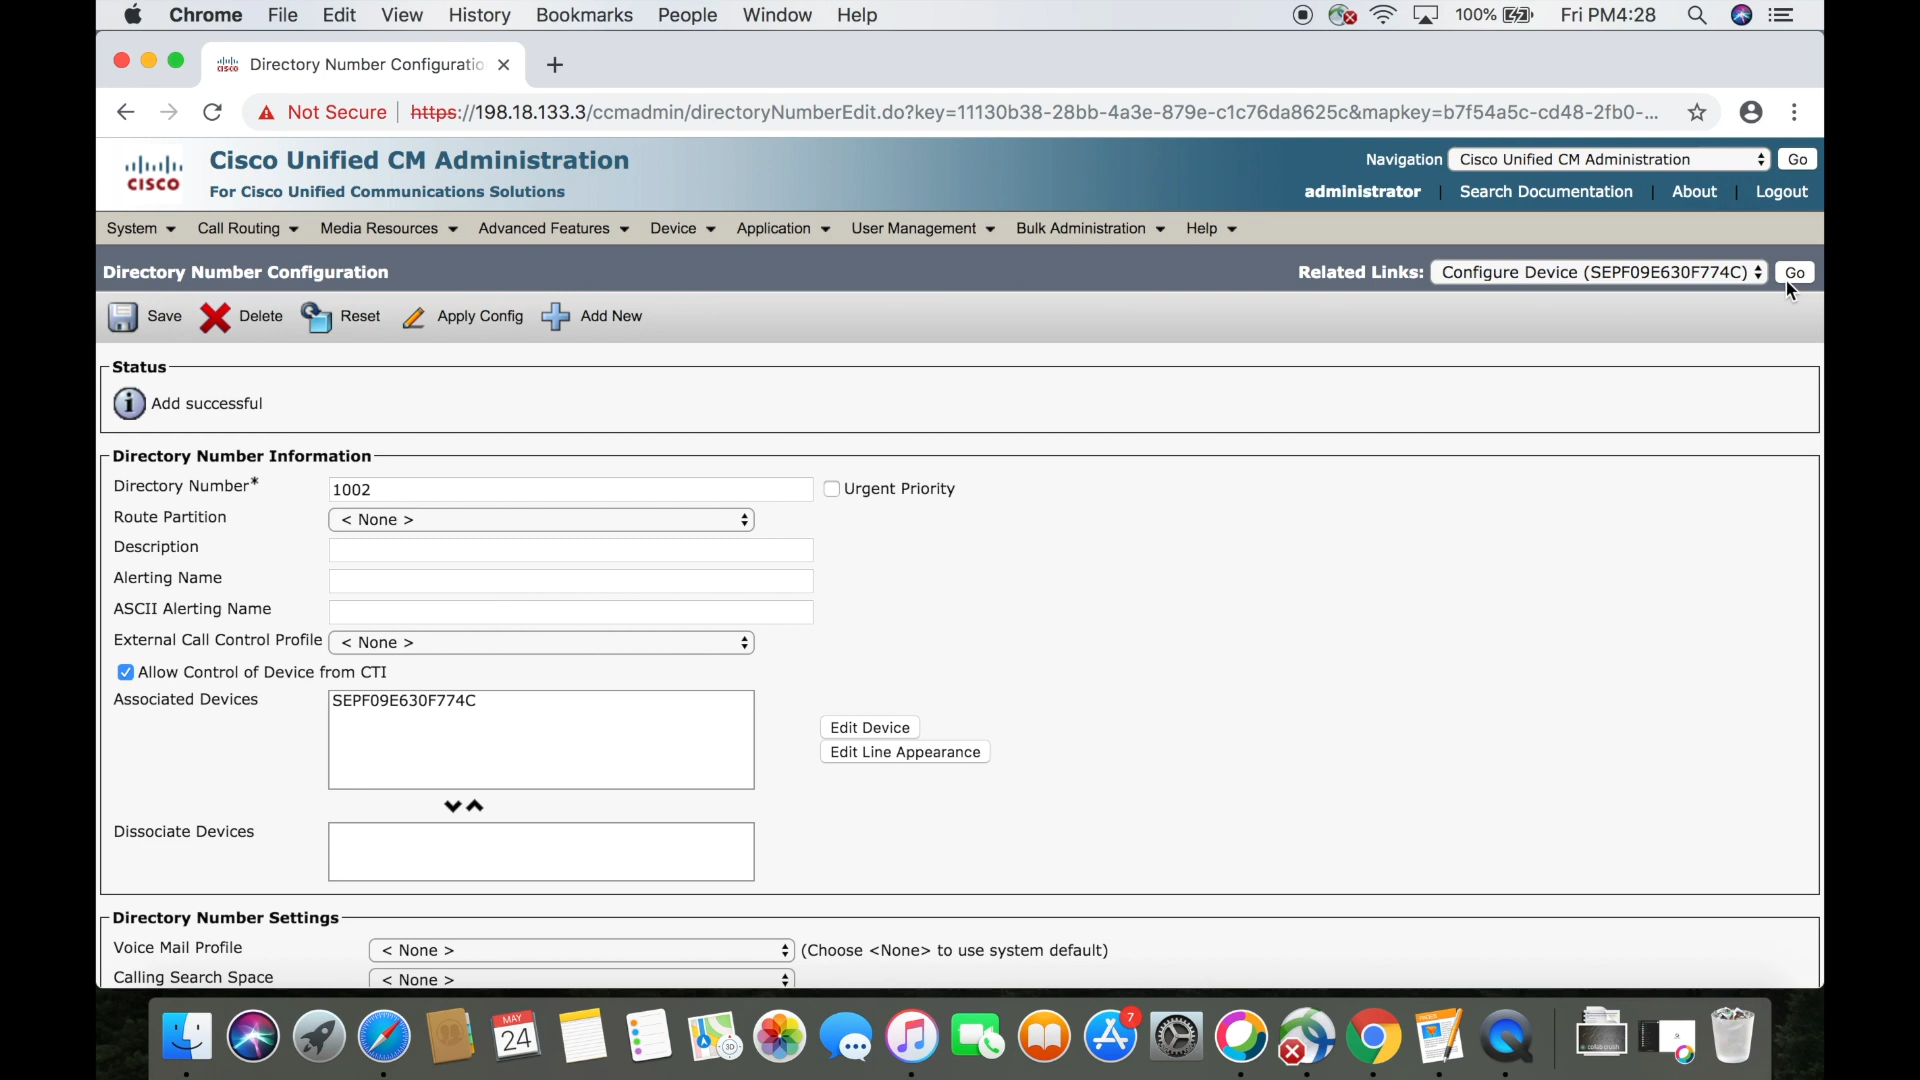 Chrome File Edit View History Bookmarks People Window Help 100% Fri PM4:28
Directory Number Configuratio
Not Secure https://198.18.133.3/ccmadmin/directoryNumberEdit.do?key=11130b38-28bb-4a3e-879e-c1c76da8625c&mapkey=b7f54a5c-cd48-2fb0-...
CISCO Cisco Unified CM Administration Navigation Cisco Unified CM Administration Go
For Cisco Unified Communications Solutions administrator | Search Documentation | About | Logout
System Call Routing Media Resources Advanced Features Device Application User Management Bulk Administration Help
Directory Number Configuration Related Links: Configure Device (SEPF09E630F774C) Go
Save Delete Reset Apply Config Add New
Status
Add successful
Directory Number Information
Directory Number* 1002 Urgent Priority
Route Partition < None >
Description
Alerting Name
ASCII Alerting Name
External Call Control Profile < None >
Allow Control of Device from CTI
Associated Devices SEPF09E630F774C
Edit Device
Edit Line Appearance
Dissociate Devices
Directory Number Settings
Voice Mail Profile < None > (Choose <None> to use system default)
Calling Search Space < None >
MAY
24
3D
7